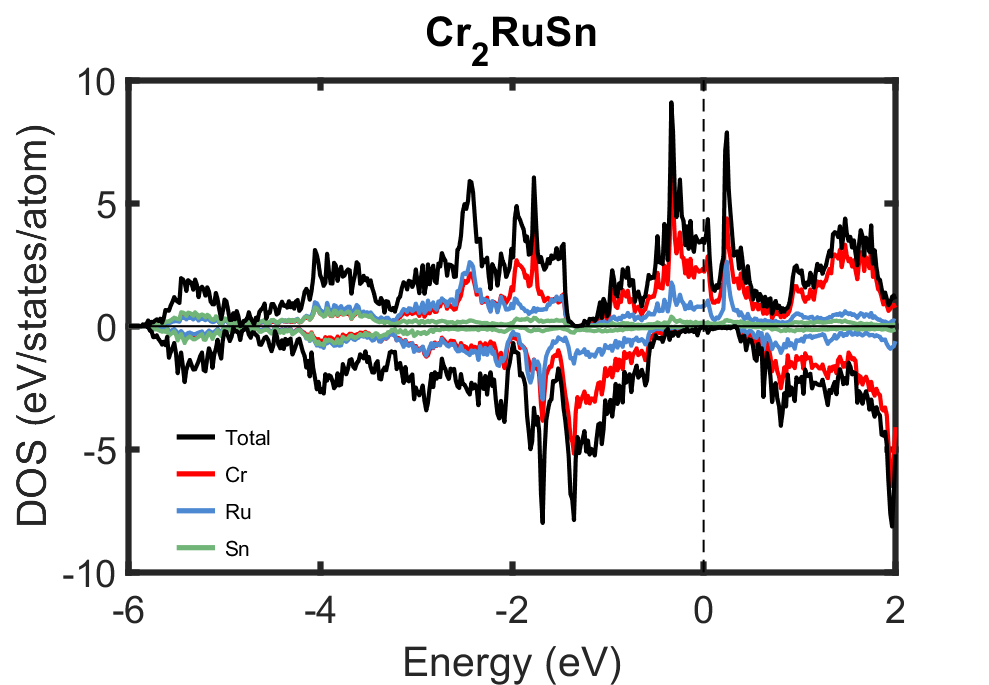 Cr2RuSn
10
5
0
-5
-10
DOS (eV/states/atom)
Total
Cr
Ru
Sn
-6 -4 -2 0 2
Energy (eV)